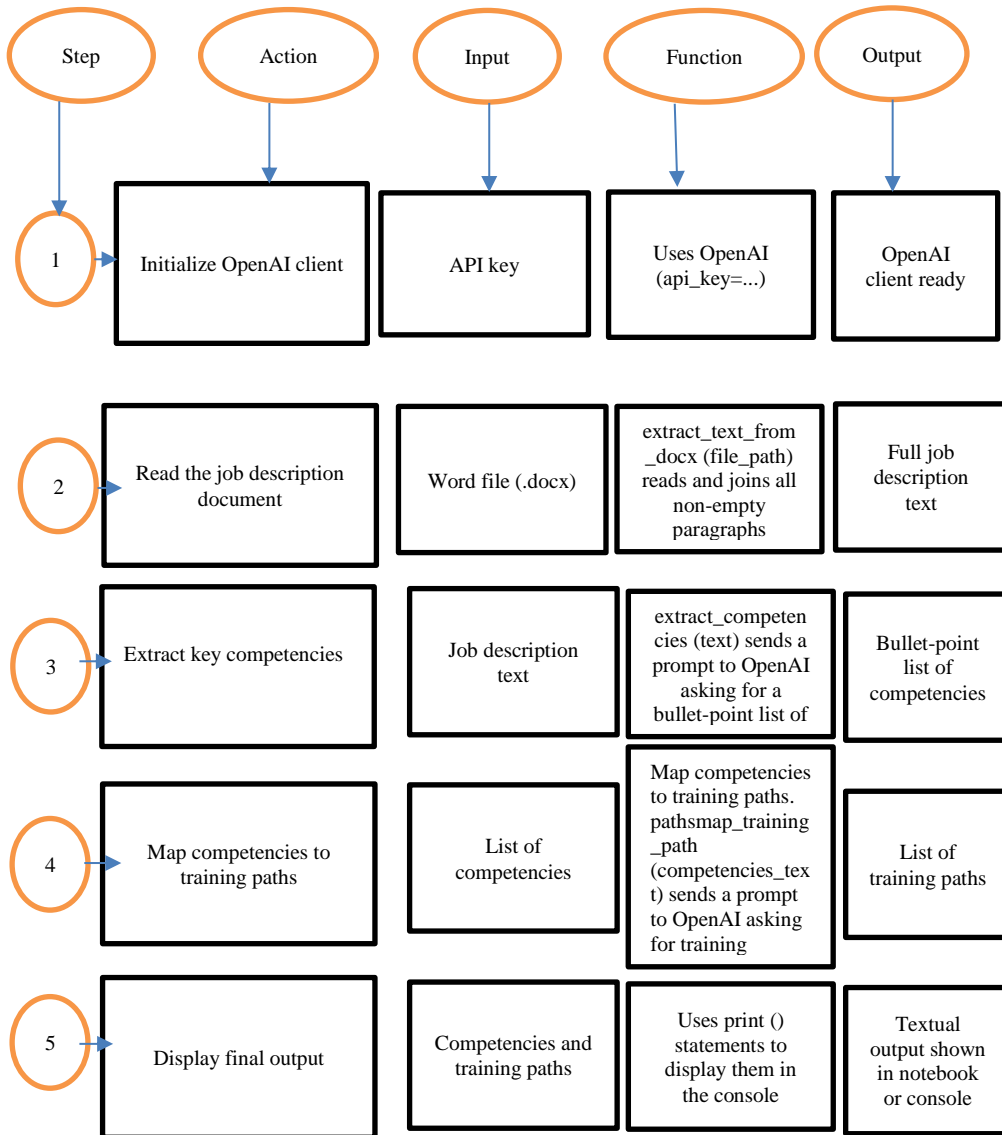 Step
Action
Input
Function
Output
1
Initialize OpenAI client
API key
Uses OpenAI
(api_key=...)
OpenAI
client ready
2
Read the job description
document
Word file (.docx)
extract_text_from
_docx (file_path)
reads and joins all
non-empty
paragraphs
Full job
description
text
3
Extract key competencies
Job description
text
extract_competen
cies (text) sends a
prompt to OpenAI
asking for a
bullet-point list of
Bullet-point
list of
competencies
4
Map competencies to
training paths
List of
competencies
Map competencies
to training paths.
pathsmap_training
_path
(competencies_tex
t) sends a prompt
to OpenAI asking
for training
List of
training paths
5
Display final output
Competencies and
training paths
Uses print ()
statements to
display them in
the console
Textual
output shown
in notebook
or console